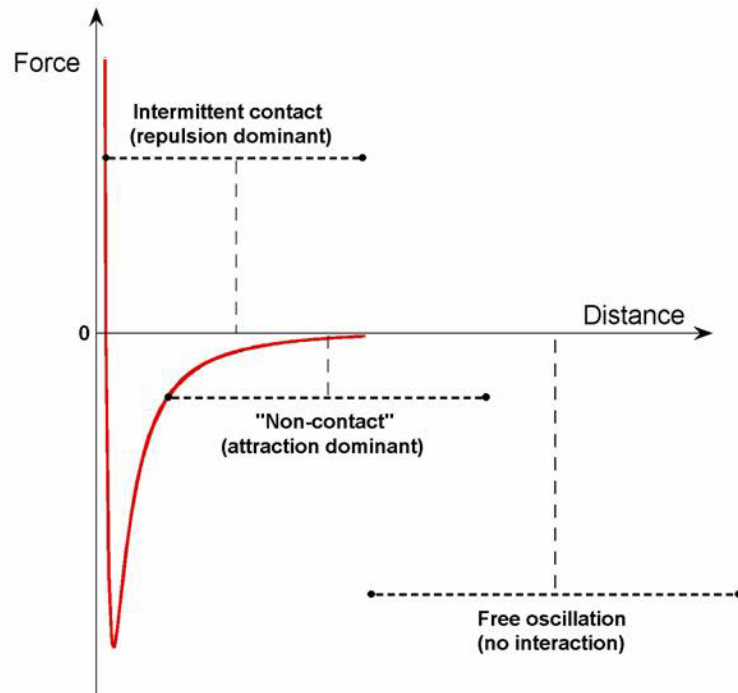 Force
Intermittent contact
(repulsion dominant)
0
Distance
"Non-contact"
(attraction dominant)
Free oscillation
(no interaction)